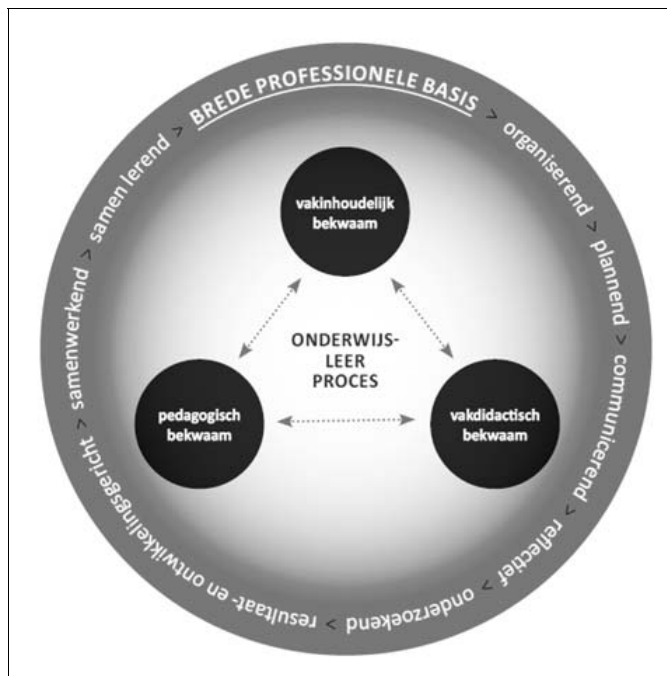 BREDE PROFESSIONELE BASIS > organiserend > plannend > communicerend > reflectief > onderzoekend > resultaat- en ontwikkelingsgericht > samenwerkend > samen lerend >
vakinhoudelijk
bekwaam
ONDERWIJS-
LEER
PROCES
pedagogisch
bekwaam
vakdidactisch
bekwaam